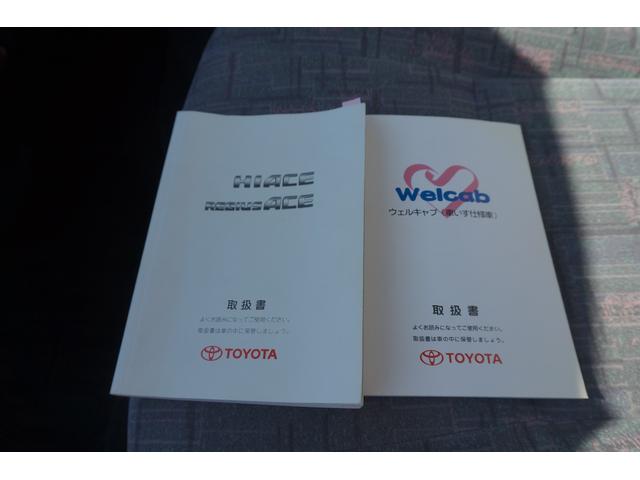 HIACE
REGIUS ACE
取扱書
よくお読みになってご使用ください。
取扱書は車の中に保管しましょう。
TOYOTA
Welcab
ウェルキャブ(車いす仕様車)
取扱書
よくお読みになってご使用ください。
取扱書は車の中に保管しましょう。
TOYOTA